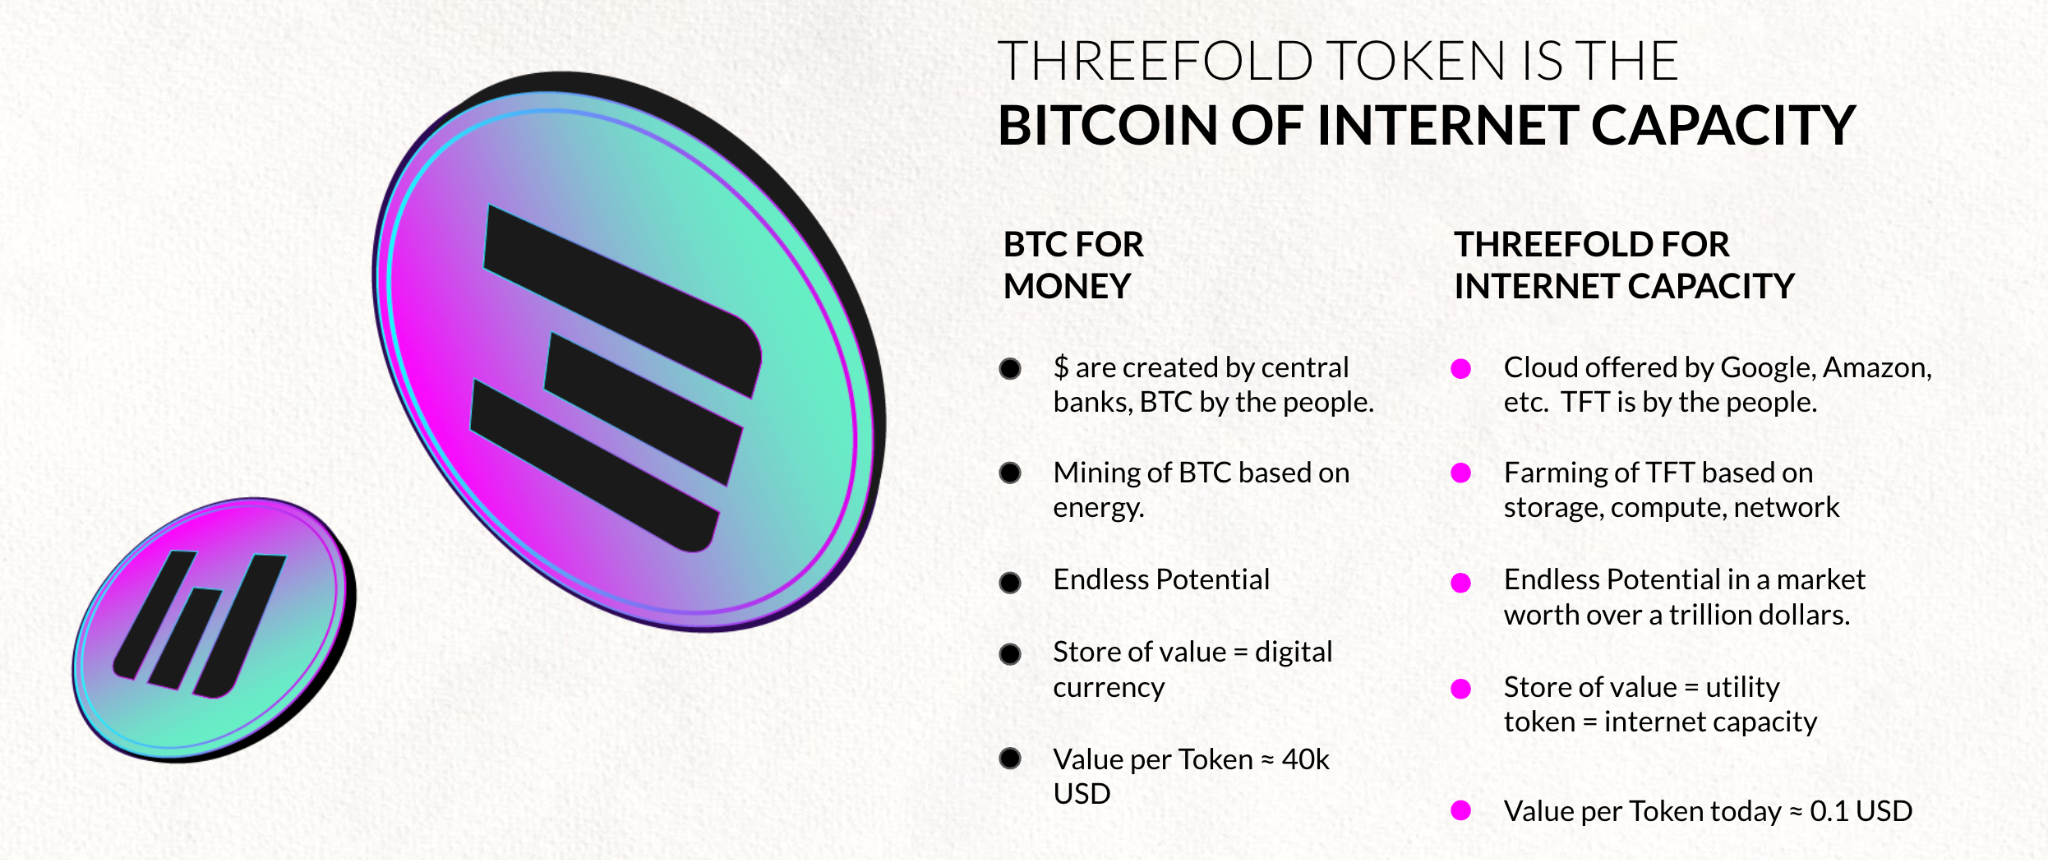 THREEFOLD TOKEN IS THE
BITCOIN OF INTERNET CAPACITY
BTC FOR
MONEY
$ are created by central
banks, BTC by the people.
Mining of BTC based on
energy.
Endless Potential
Store of value = digital
currency
Value per Token ≈ 40k
USD
THREEFOLD FOR
INTERNET CAPACITY
Cloud offered by Google, Amazon,
etc.  TFT is by the people.
Farming of TFT based on
storage, compute, network
Endless Potential in a market
worth over a trillion dollars.
Store of value = utility
token = internet capacity
Value per Token today ≈ 0.1 USD